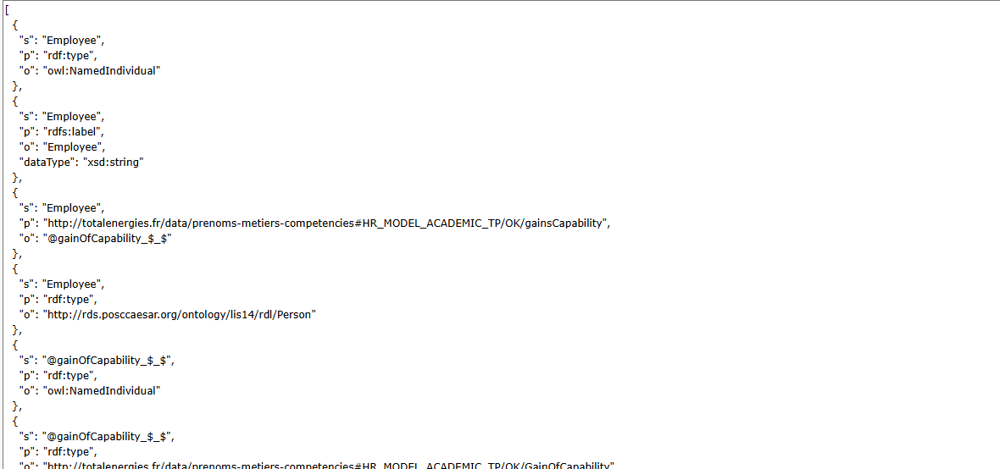 [
{
"s": "Employee",
"p": "rdf:type",
"o": "owl:NamedIndividual"
},
{
"s": "Employee",
"p": "rdfs:label",
"o": "Employee",
"dataType": "xsd:string"
},
{
"s": "Employee",
"p": "http://totalenergies.fr/data/prenoms-metiers-competencies#HR_MODEL_ACADEMIC_TP/OK/gainsCapability",
"o": "@gainOfCapability_$_$"
},
{
"s": "Employee",
"p": "rdf:type",
"o": "http://rds.posccaesar.org/ontology/lis14/rdl/Person"
},
{
"s": "@gainOfCapability_$_$",
"p": "rdf:type",
"o": "owl:NamedIndividual"
},
{
"s": "@gainOfCapability_$_$",
"p": "rdf:type",
"o": "http://totalenergies.fr/data/prenoms-metiers-competencies#HR_MODEL_ACADEMIC_TP/OK/GainOfCapability"